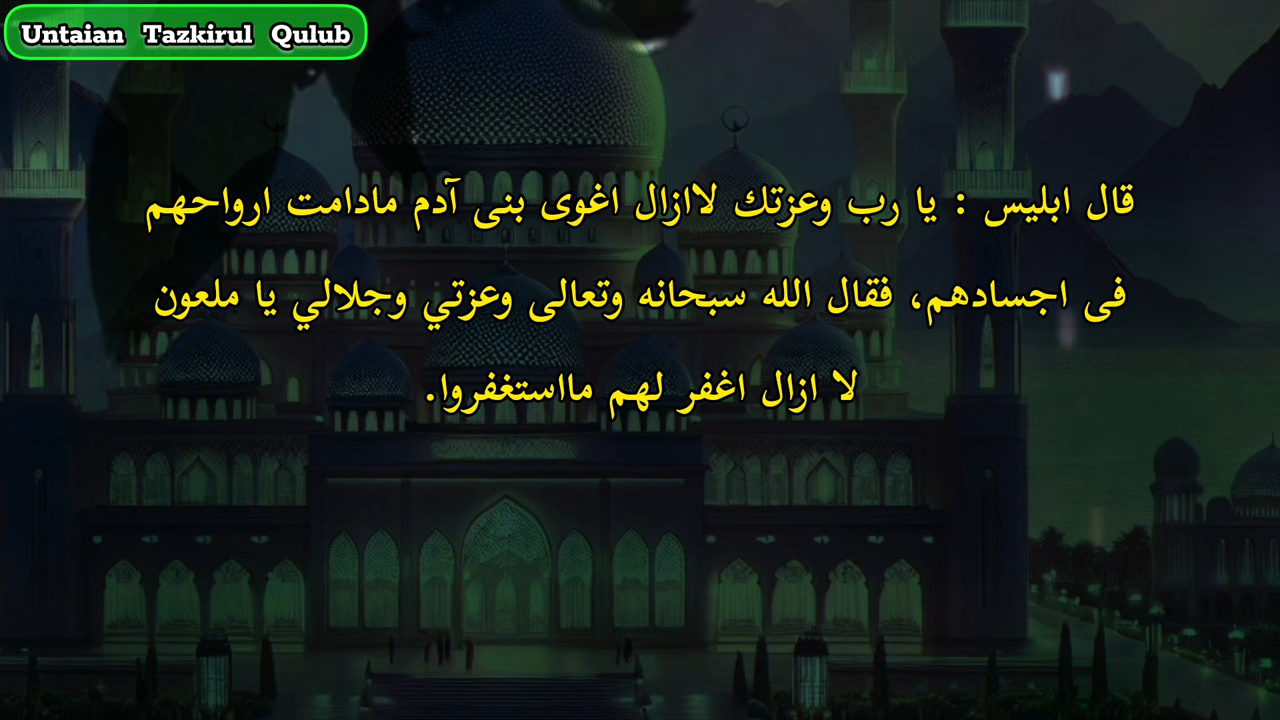 Untaian Tazkirul Qulub
قال ابليس : يا رب وعزتك لاازال اغوى بنى آدم مادامت ارواحهم
فى اجسادهم، فقال الله سبحانه وتعالى وعزتي وجلالي يا ملعون
لا ازال اغفر لهم مااستغفروا.